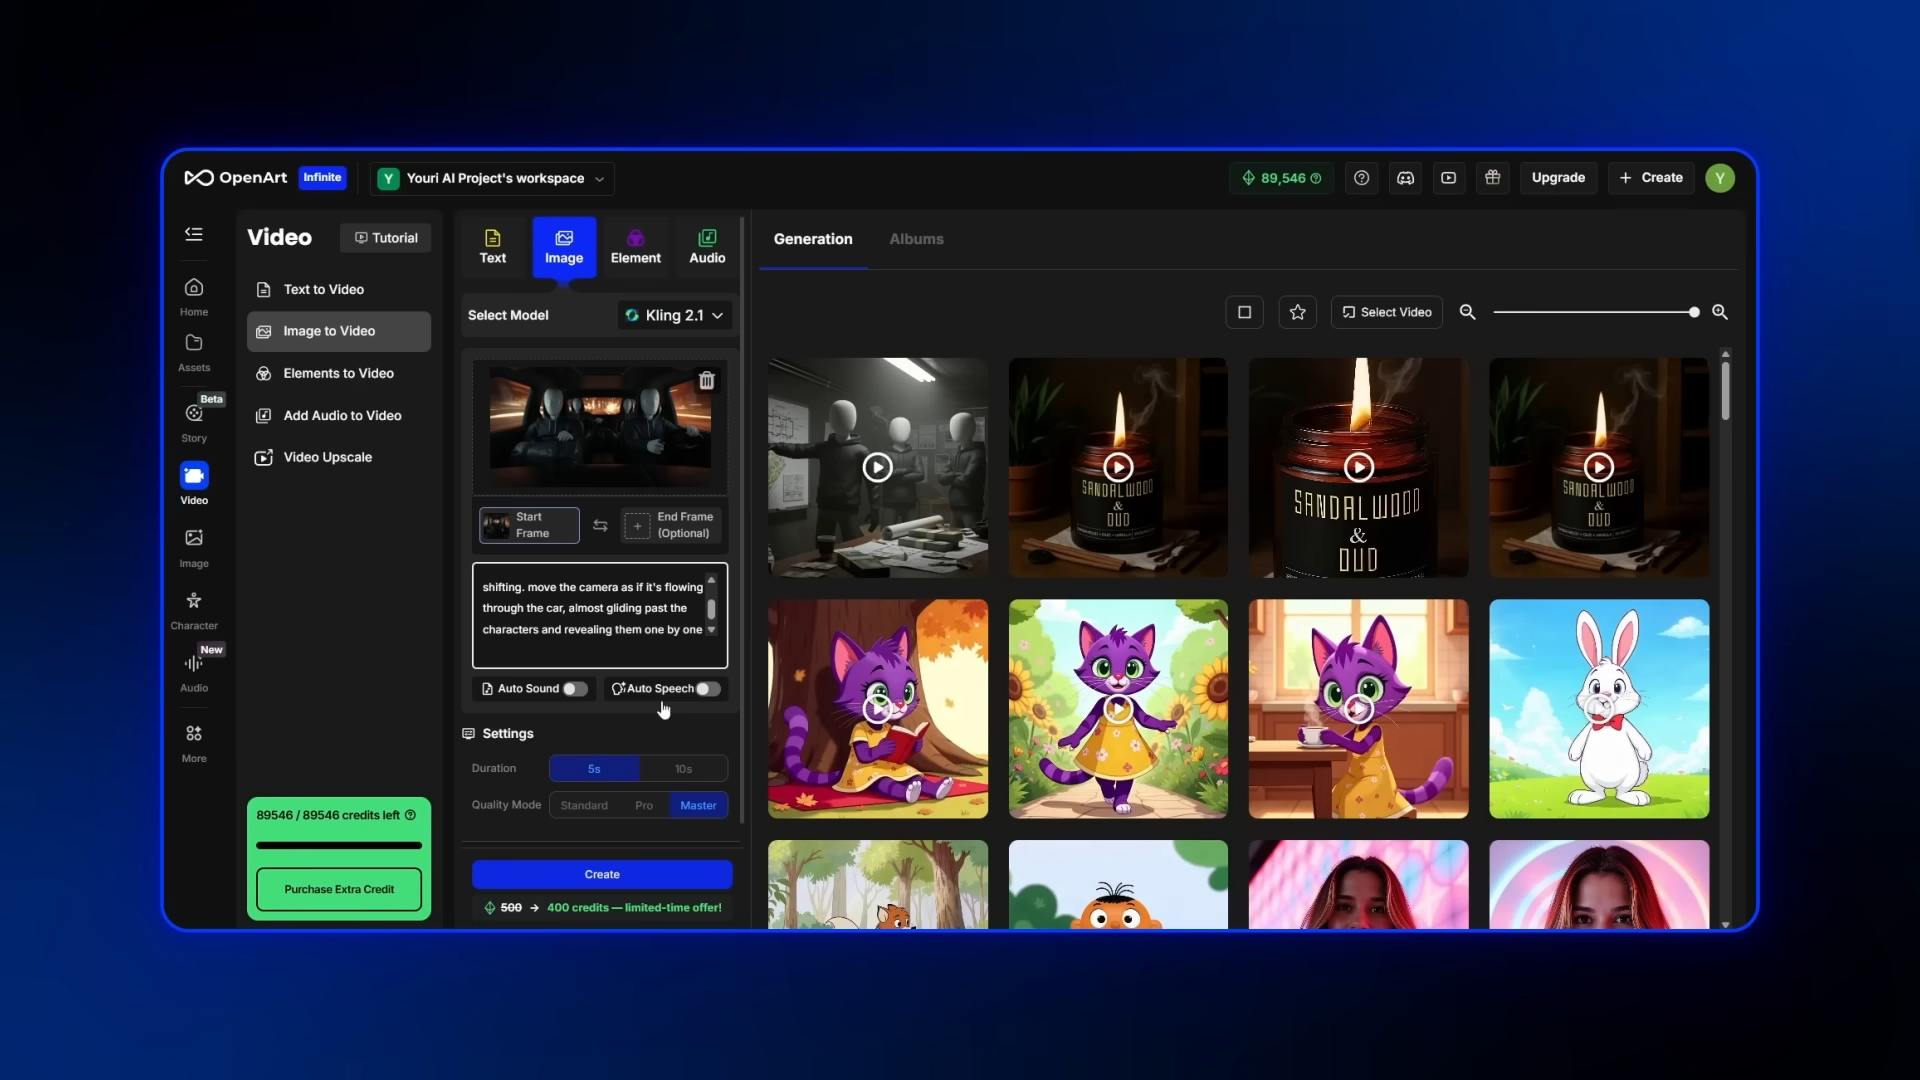 OpenArt Infinite Y Youri AI Project's workspace 89,546 Upgrade + Create Y
Home
Assets
Beta
Story
Video
Image
Character
New
Audio
More
Video Tutorial
Text to Video
Image to Video
Elements to Video
Add Audio to Video
Video Upscale
89546 / 89546 credits left
Purchase Extra Credit
Text Image Element Audio
Select Model Kling 2.1
Start
Frame
End Frame
(Optional)
shifting. move the camera as if it's flowing
through the car, almost gliding past the
characters and revealing them one by one
Auto Sound Auto Speech
Settings
Duration 5s 10s
Quality Mode Standard Pro Master
Create
500 → 400 credits — limited-time offer!
Generation Albums
Select Video
SANDALWOOD
&
OUD
SANDALWOOD
&
OUD
SANDALWOOD
&
OUD